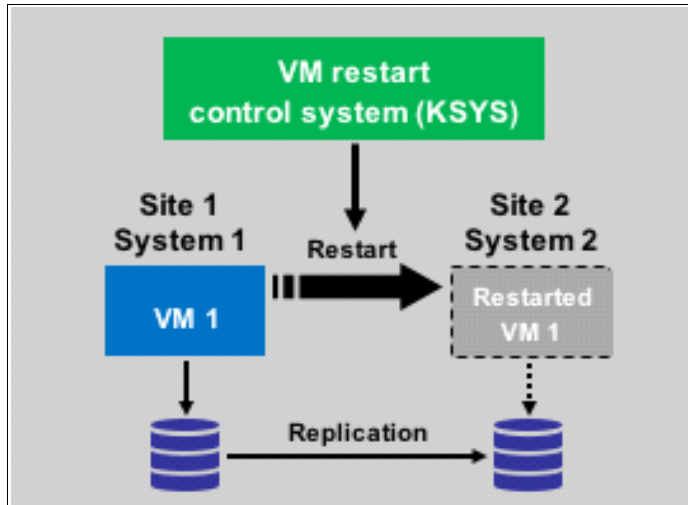 VM restart
control system (KSYS)
Site 1
System 1
Site 2
System 2
Restart
VM 1
Restarted
VM 1
Replication